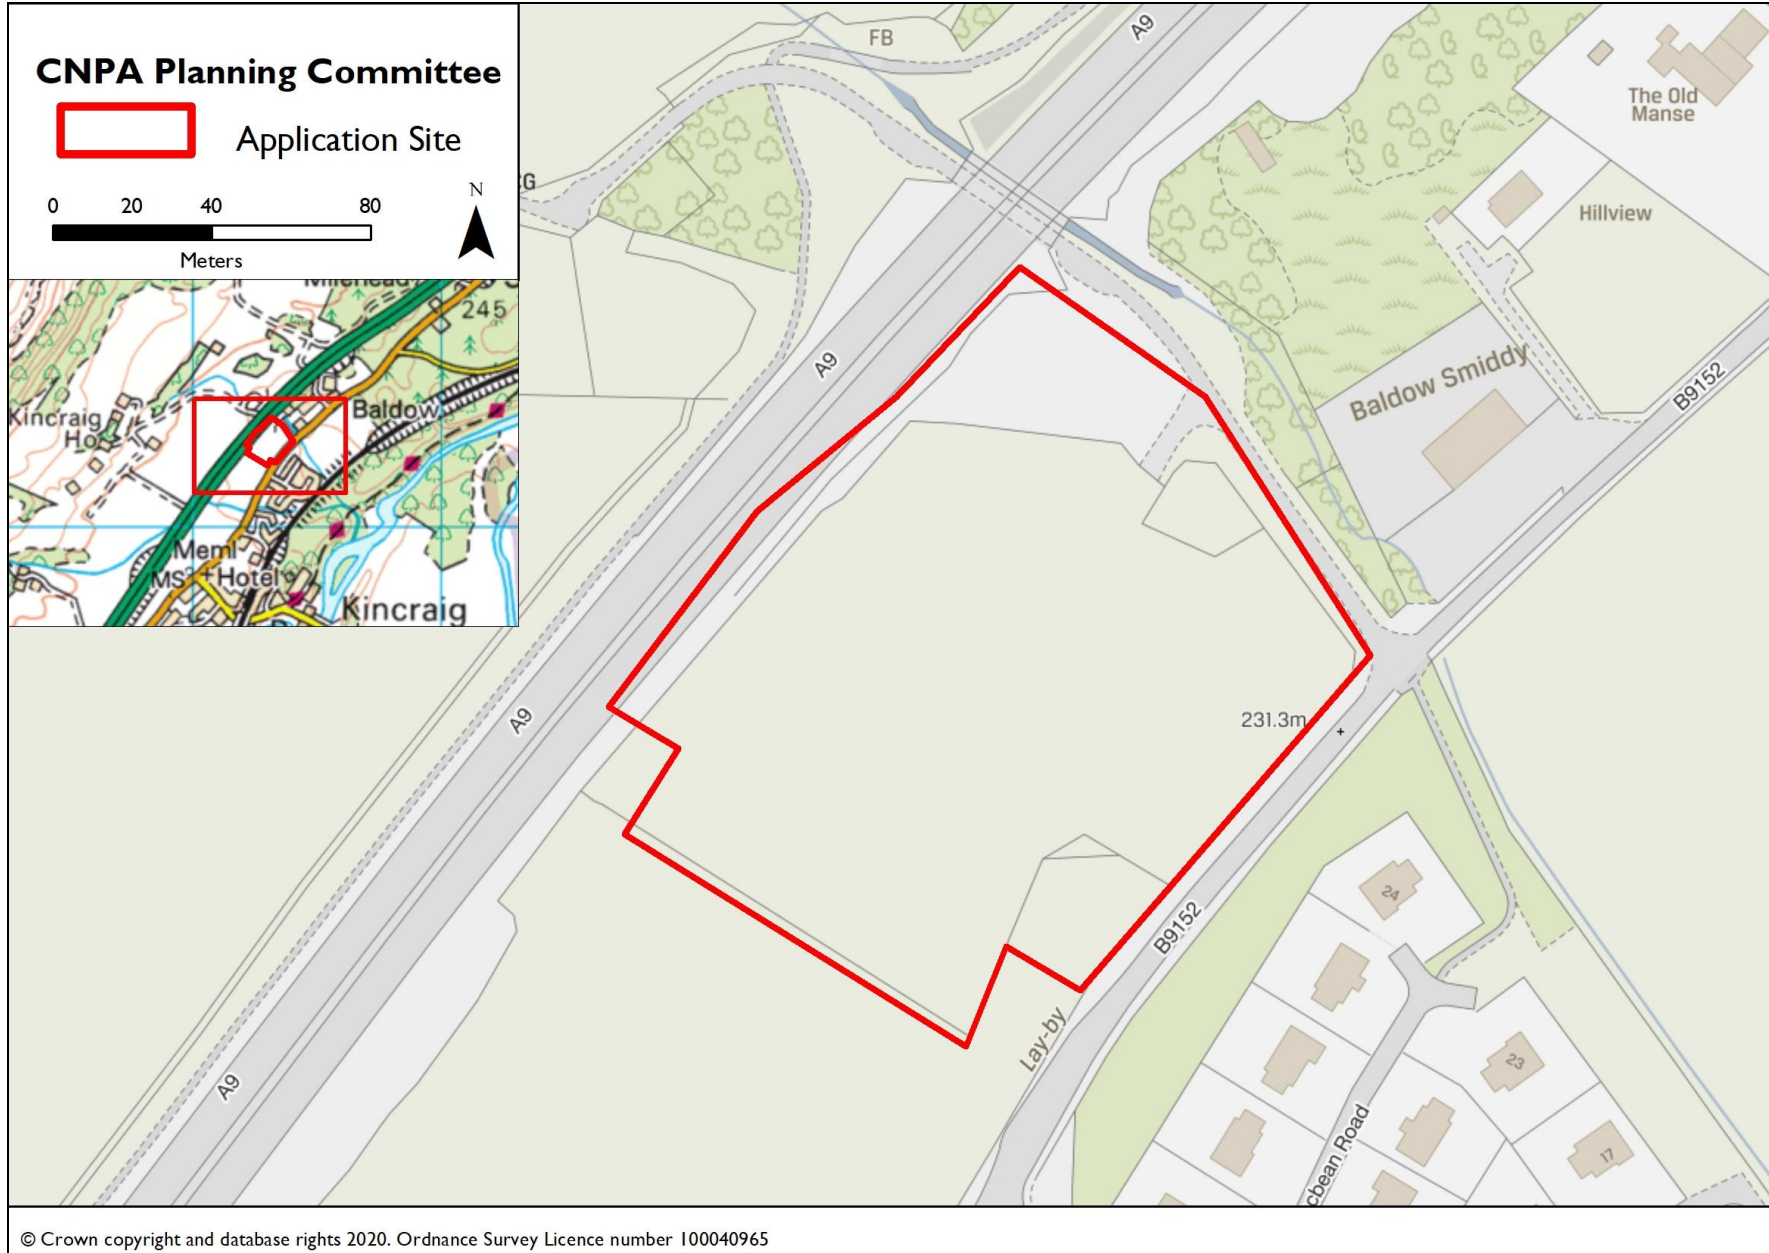 CNPA Planning Committee
Application Site
0 20 40 80
Meters
N
245
Kincraig
Ho
Baldow
Meml
MS
Hotel
Kincraig
FB
A9
The Old
Manse
Hillview
A9
Baldow Smiddy
B9152
A9
231.3m
B9152
24
Lay-by
23
A9
17
cbean Road
© Crown copyright and database rights 2020. Ordnance Survey Licence number 100040965